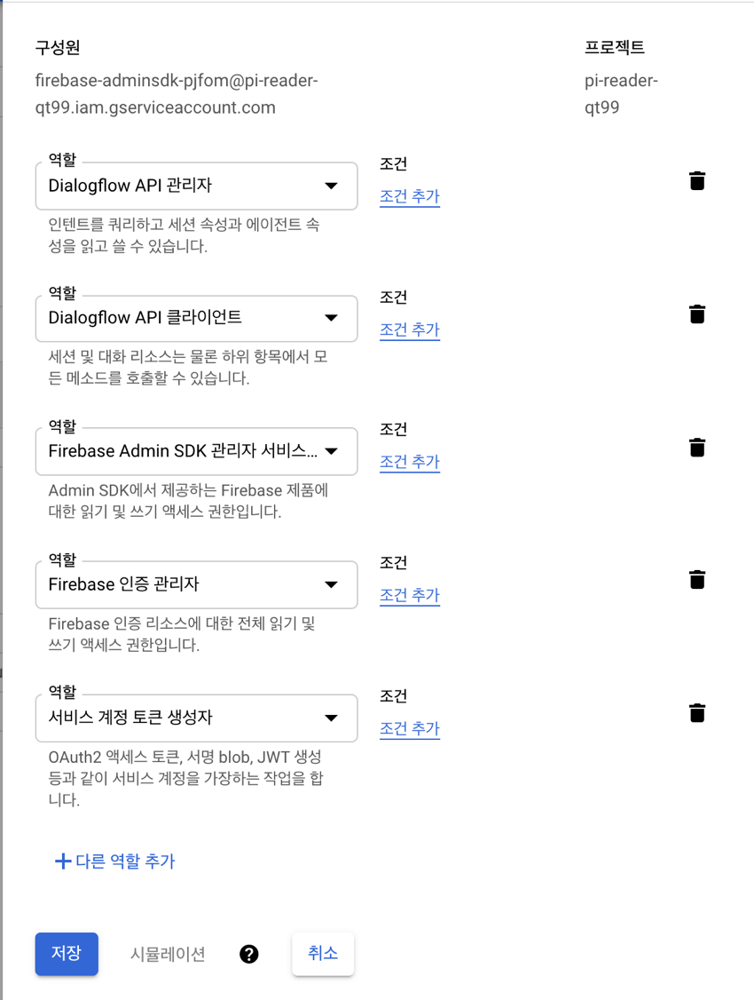 구성원
firebase-adminsdk-pjfom@pi-reader-
qt99.iam.gserviceaccount.com
프로젝트
pi-reader-
qt99
역할
Dialogflow API 관리자
인텐트를 쿼리하고 세션 속성과 에이전트 속
성을 읽고 쓸 수 있습니다.
조건
조건 추가
역할
Dialogflow API 클라이언트
세션 및 대화 리소스는 물론 하위 항목에서 모
든 메소드를 호출할 수 있습니다.
조건
조건 추가
역할
Firebase Admin SDK 관리자 서비스...
Admin SDK에서 제공하는 Firebase 제품에
대한 읽기 및 쓰기 액세스 권한입니다.
조건
조건 추가
역할
Firebase 인증 관리자
Firebase 인증 리소스에 대한 전체 읽기 및
쓰기 액세스 권한입니다.
조건
조건 추가
역할
서비스 계정 토큰 생성자
OAuth2 액세스 토큰, 서명 blob, JWT 생성
등과 같이 서비스 계정을 가장하는 작업을 합
니다.
조건
조건 추가
+ 다른 역할 추가
저장
시뮬레이션
?
취소